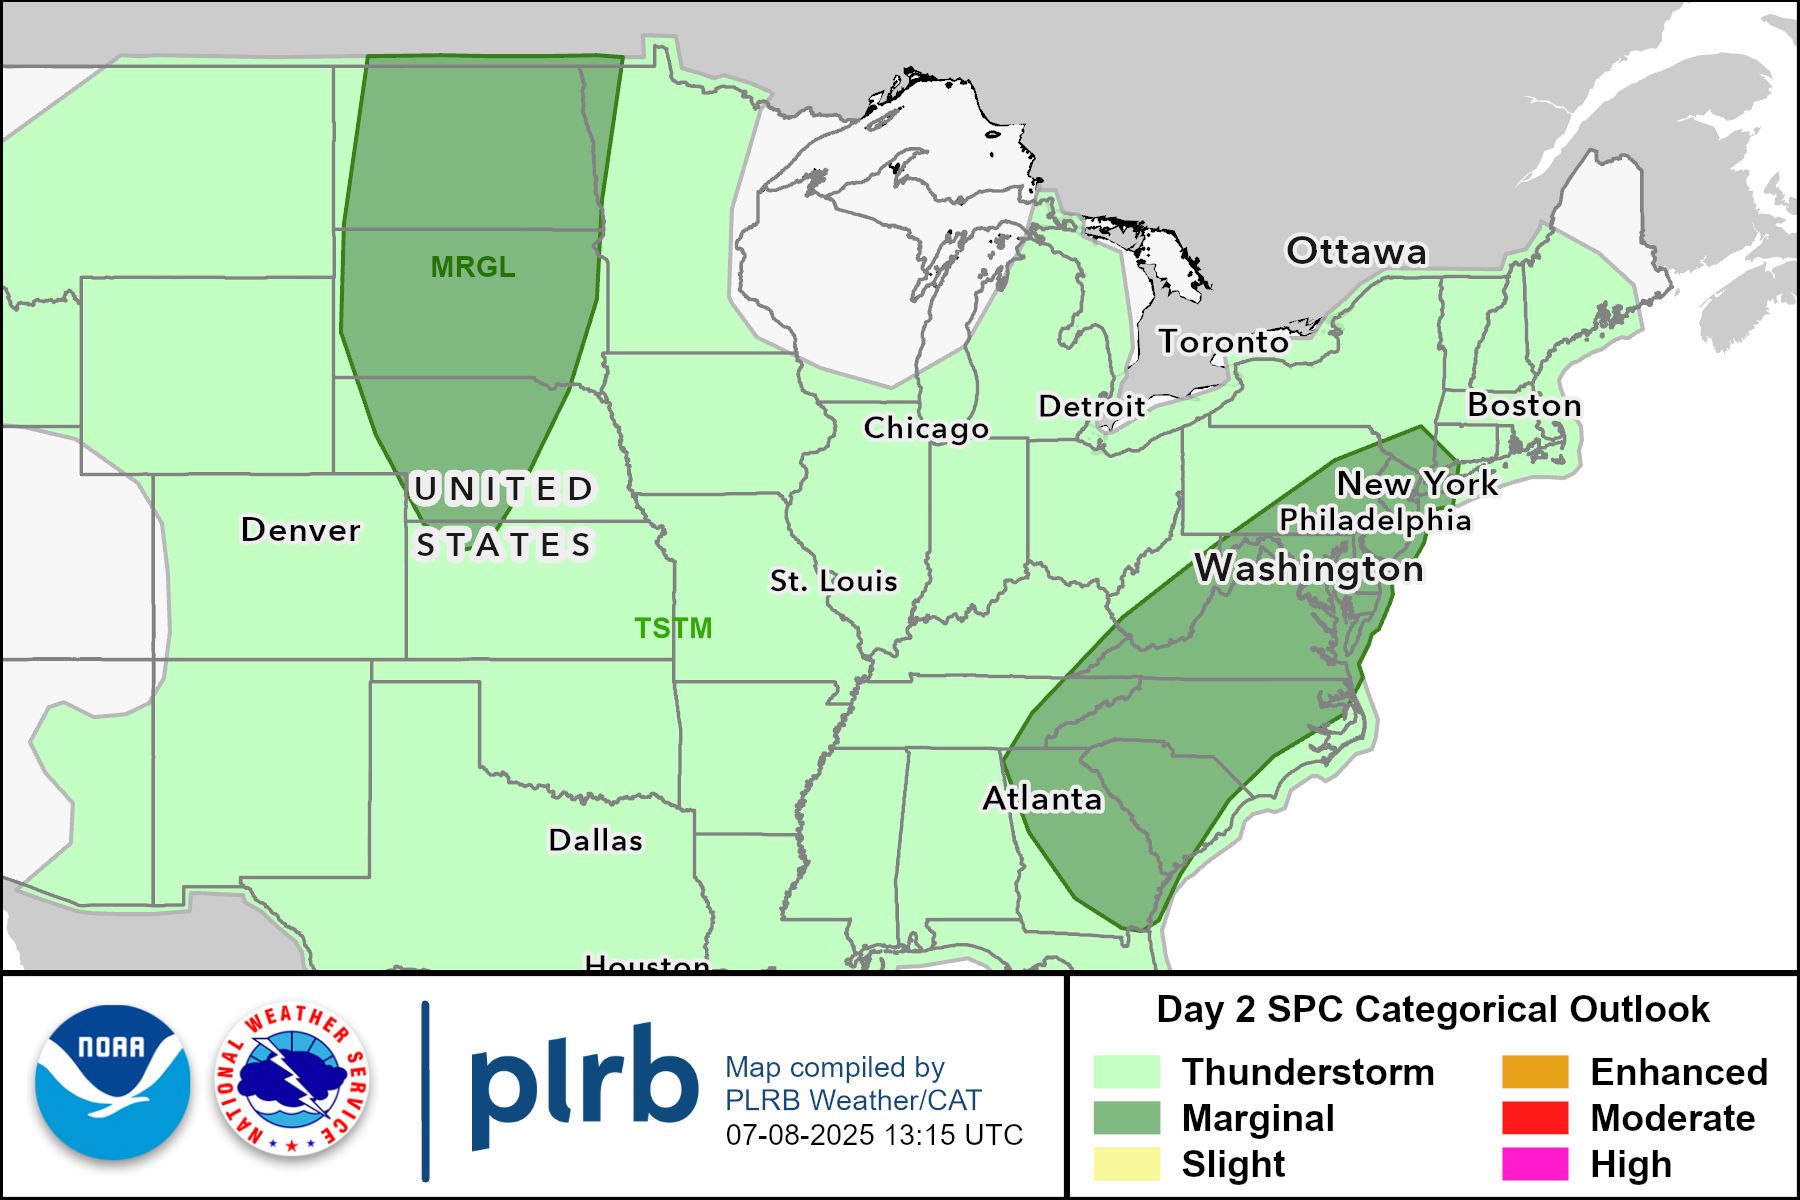 MRGL
Ottawa
Toronto
Detroit
Boston
Chicago
New York
UNITED
STATES
Denver
Philadelphia
Washington
St. Louis
TSTM
Atlanta
Dallas
Houston
NOAA
NATIONAL WEATHER SERVICE
plrb
Map compiled by
PLRB Weather/CAT
07-08-2025 13:15 UTC
Day 2 SPC Categorical Outlook
Thunderstorm
Marginal
Slight
Enhanced
Moderate
High